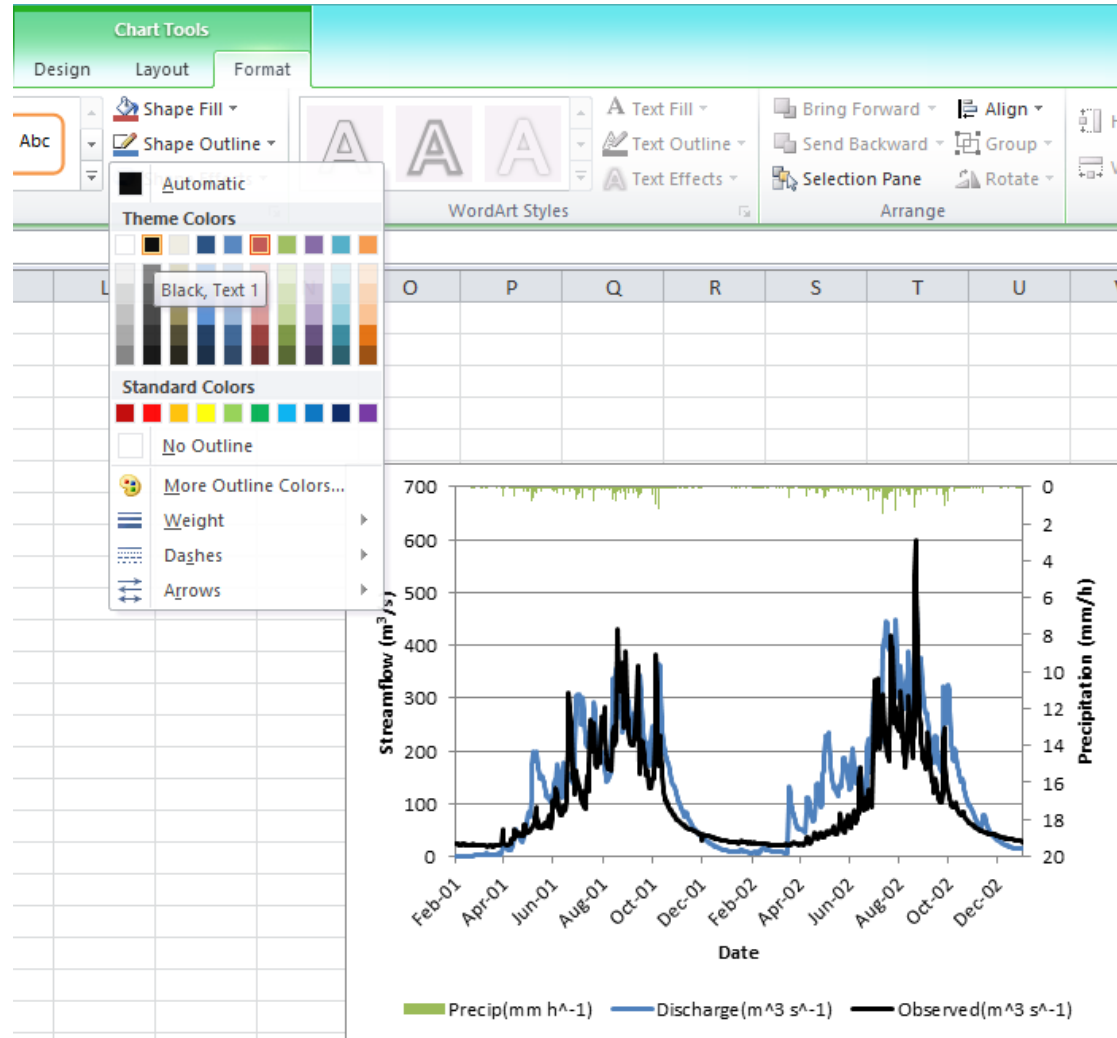 Chart Tools
Design Layout Format
Shape Fill A Text Fill Bring Forward Align H
Abc Shape Outline A A A Text Outline Send Backward Group
Automatic Text Effects Selection Pane Rotate V
Theme Colors WordArt Styles Arrange
L O P Q R S T U
Black, Text 1
Standard Colors
No Outline
More Outline Colors...
Weight
Dashes
Arrows
700
600
500
400
300
200
100
0
Streamflow (m³/s)
0
2
4
6
8
10
12
14
16
18
20
Precipitation (mm/h)
Feb-01 Apr-01 Jun-01 Aug-01 Oct-01 Dec-01 Feb-02 Apr-02 Jun-02 Aug-02 Oct-02 Dec-02
Date
Precip(mm h^-1) Discharge(m^3 s^-1) Observed(m^3 s^-1)